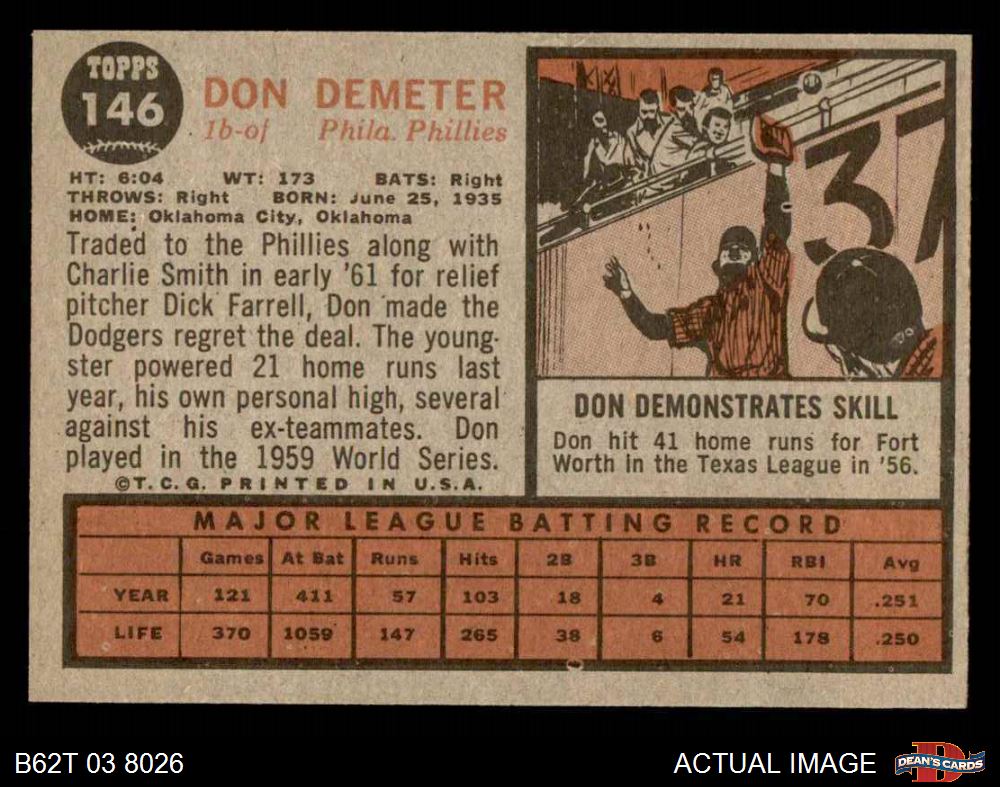 TOPPS
146
DON DEMETER
1b-of Phila. Phillies
HT: 6:04 WT: 173 BATS: Right
THROWS: Right BORN: June 25, 1935
HOME: Oklahoma City, Oklahoma
Traded to the Phillies along with
Charlie Smith in early '61 for relief
pitcher Dick Farrell, Don made the
Dodgers regret the deal. The young-
ster powered 21 home runs last
year, his own personal high, several
against his ex-teammates. Don
played in the 1959 World Series.
©T.C.G. PRINTED IN U.S.A.
37
DON DEMONSTRATES SKILL
Don hit 41 home runs for Fort
Worth in the Texas League in '56.
MAJOR LEAGUE BATTING RECORD
Games At Bat Runs Hits 2B 3B HR RBI Avg
YEAR 121 411 57 103 18 4 21 70 .251
LIFE 370 1059 147 265 38 6 54 178 .250
B62T 03 8026
ACTUAL IMAGE
DEAN'S CARDS